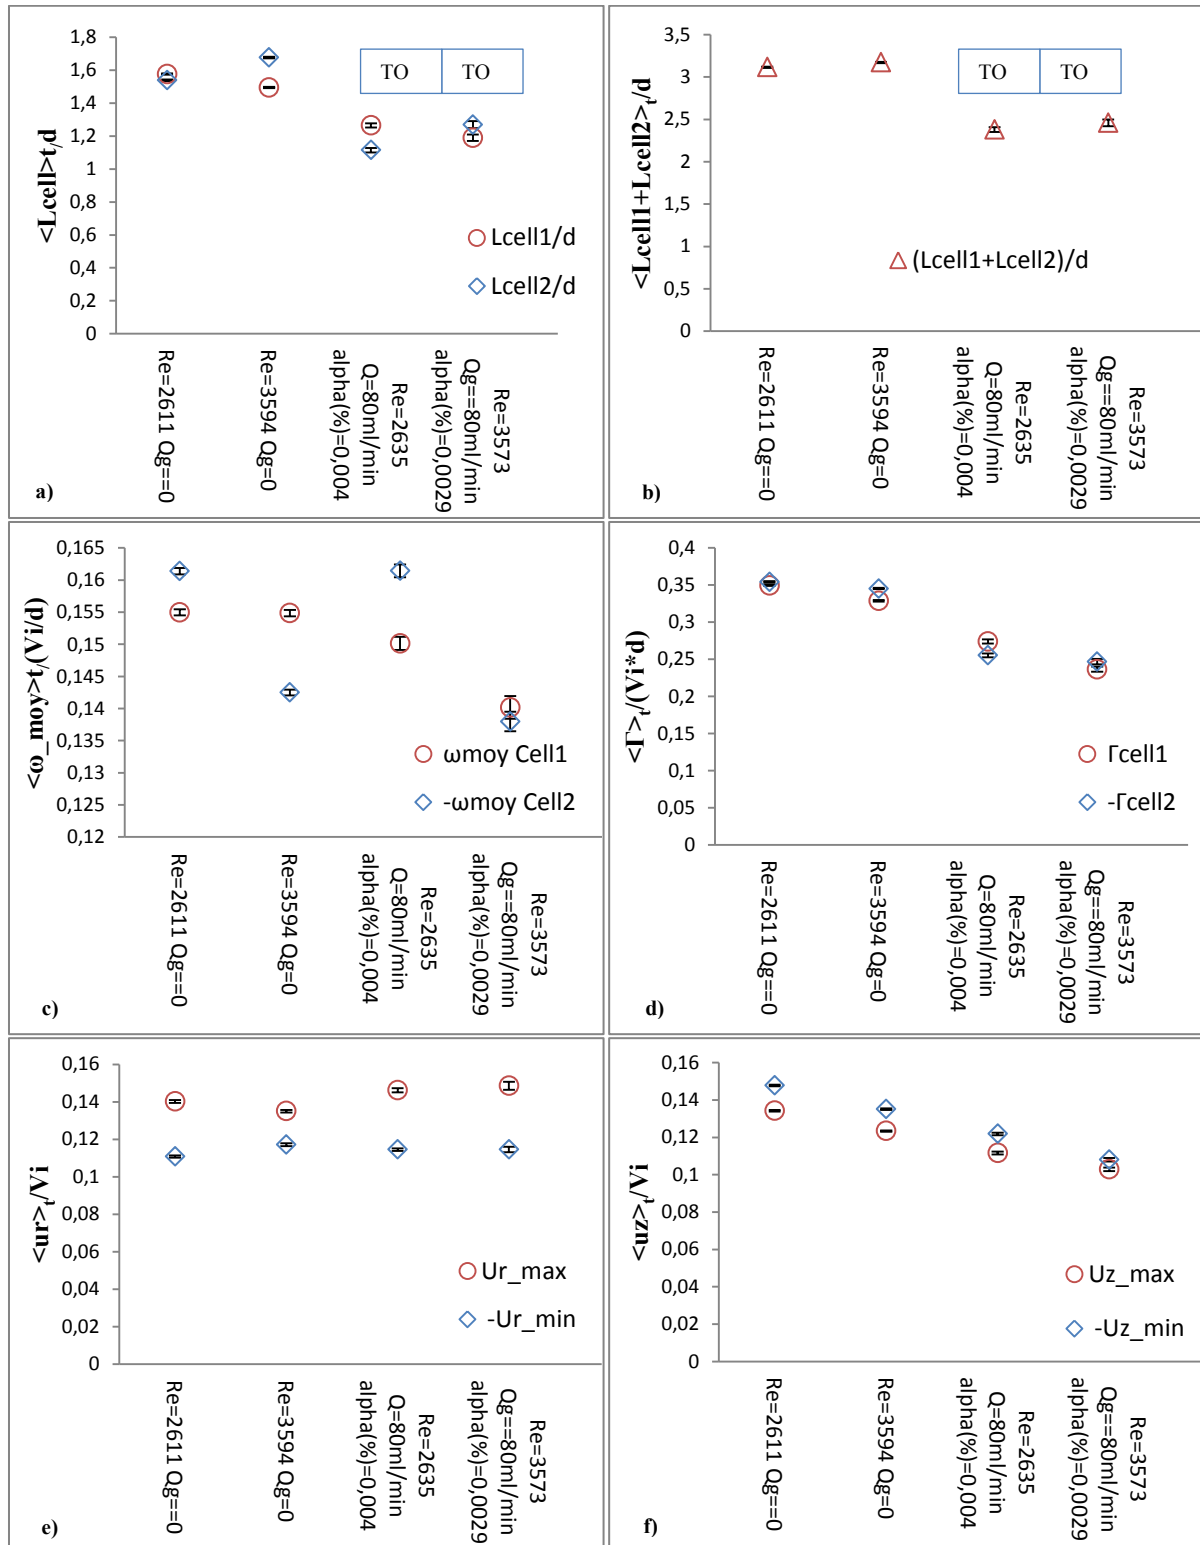 1,8
1,6
1,4
1,2
1
0,8
0,6
0,4
0,2
0
<Lcell>t/d
TO
TO
Lcell1/d
Lcell2/d
Re=2611 Qg==0
Re=3594 Qg=0
Re=2635
Q=80ml/min
alpha(%)=0,004
Re=3573
Qg==80ml/min
alpha(%)=0,0029
a)
3,5
3
2,5
2
1,5
1
0,5
0
<Lcell1+Lcell2>t/d
TO
TO
(Lcell1+Lcell2)/d
Re=2611 Qg==0
Re=3594 Qg=0
Re=2635
Q=80ml/min
alpha(%)=0,004
Re=3573
Qg==80ml/min
alpha(%)=0,0029
b)
0,165
0,16
0,155
0,15
0,145
0,14
0,135
0,13
0,125
0,12
<ω_moy>t/(Vi/d)
ωmoy Cell1
-ωmoy Cell2
Re=2611 Qg==0
Re=3594 Qg=0
Re=2635
Q=80ml/min
alpha(%)=0,004
Re=3573
Qg==80ml/min
alpha(%)=0,0029
c)
0,4
0,35
0,3
0,25
0,2
0,15
0,1
0,05
0
<Γ>t/(Vi*d)
Γcell1
-Γcell2
Re=2611 Qg==0
Re=3594 Qg=0
Re=2635
Q=80ml/min
alpha(%)=0,004
Re=3573
Qg==80ml/min
alpha(%)=0,0029
d)
0,16
0,14
0,12
0,1
0,08
0,06
0,04
0,02
0
<ur>t/Vi
Ur_max
-Ur_min
Re=2611 Qg==0
Re=3594 Qg=0
Re=2635
Q=80ml/min
alpha(%)=0,004
Re=3573
Qg==80ml/min
alpha(%)=0,0029
e)
0,16
0,14
0,12
0,1
0,08
0,06
0,04
0,02
0
<uz>t/Vi
Uz_max
-Uz_min
Re=2611 Qg==0
Re=3594 Qg=0
Re=2635
Q=80ml/min
alpha(%)=0,004
Re=3573
Qg==80ml/min
alpha(%)=0,0029
f)